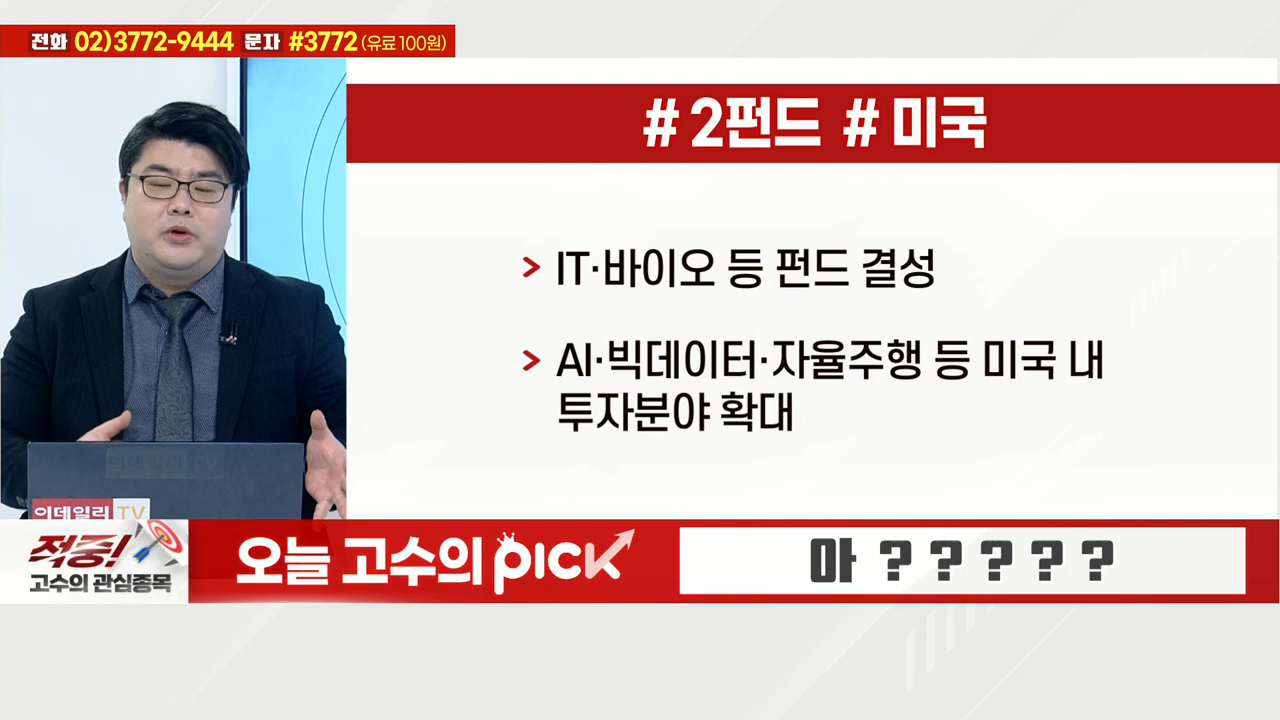 전화 02)3772-9444 문자 #3772 (유료 100원)
# 2펀드 # 미국
> IT·바이오 등 펀드 결성
> AI·빅데이터·자율주행 등 미국 내
투자분야 확대
이데일리 TV
적중!
고수의 관심종목
오늘 고수의 PICK
아 ? ? ? ? ?